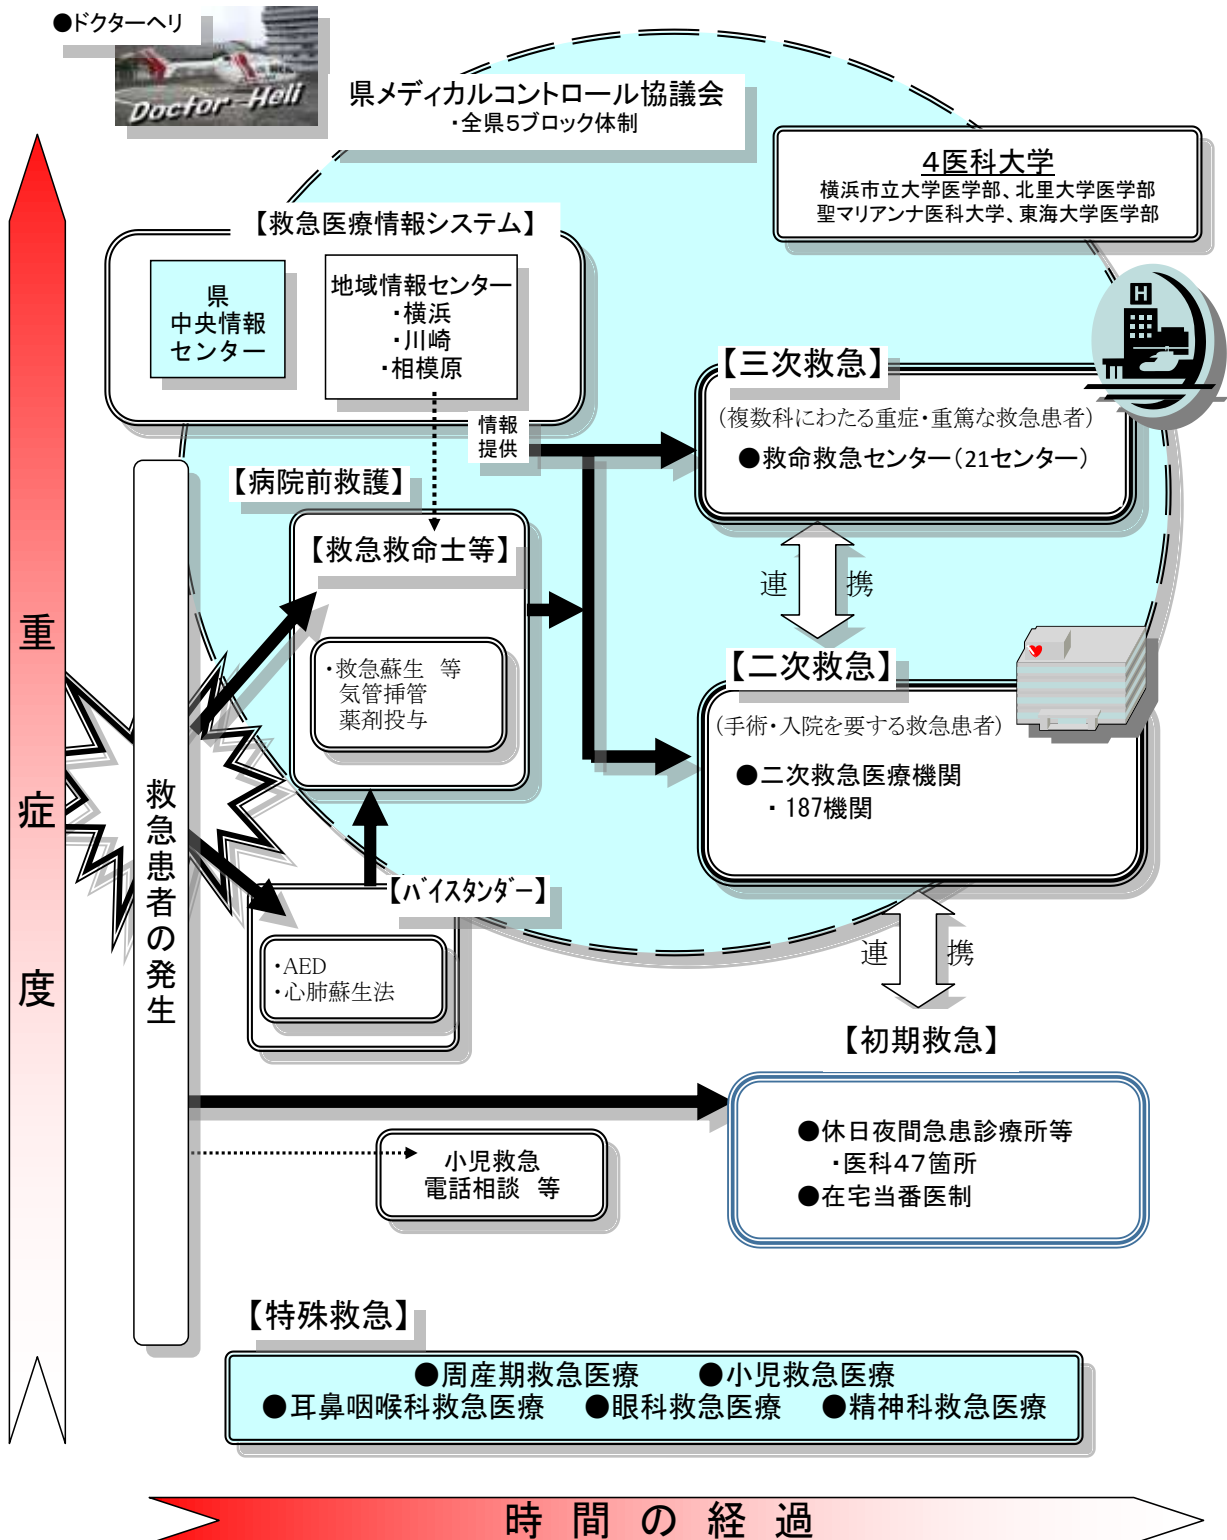 ●ドクターヘリ
Doctor-Heli
県メディカルコントロール協議会
・全県5ブロック体制
4医科大学
横浜市立大学医学部、北里大学医学部
聖マリアンナ医科大学、東海大学医学部
【救急医療情報システム】
県
中央情報
センター
地域情報センター
・横浜
・川崎
・相模原
情報
提供
【三次救急】
(複数科にわたる重症・重篤な救急患者)
●救命救急センター(21センター)
【病院前救護】
【救急救命士等】
・救急蘇生 等
気管挿管
薬剤投与
連 携
【二次救急】
(手術・入院を要する救急患者)
●二次救急医療機関
・187機関
重症度
救急患者の発生
【バイスタンダー】
・AED
・心肺蘇生法
連 携
【初期救急】
●休日夜間急患診療所等
・医科47箇所
●在宅当番医制
小児救急
電話相談 等
【特殊救急】
●周産期救急医療 ●小児救急医療
●耳鼻咽喉科救急医療 ●眼科救急医療 ●精神科救急医療
時間の経過